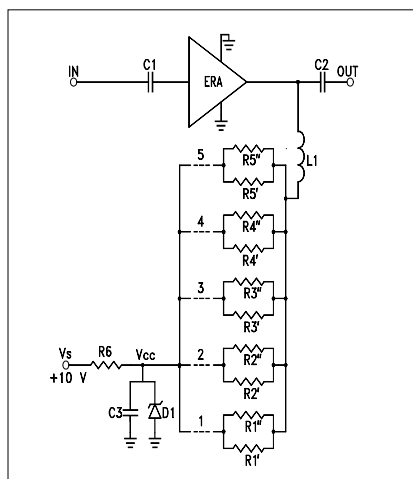 IN
C1
ERA
C2
OUT
L1
5
R5"
R5'
4
R4"
R4'
3
R3"
R3'
Vs
R6
Vcc
2
R2"
R2'
+10 V
C3
D1
1
R1"
R1'